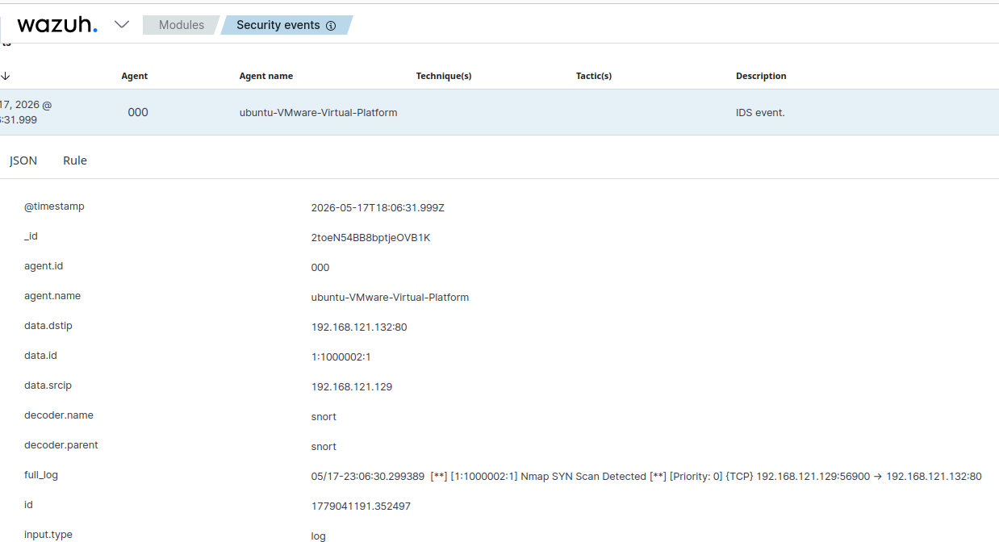 wazuh.
Modules
Security events
Agent Agent name Technique(s) Tactic(s) Description
17, 2026 @
:31.999
000 ubuntu-VMware-Virtual-Platform IDS event.
JSON Rule
@timestamp 2026-05-17T18:06:31.999Z
_id 2toeN54BB8bptjeOVB1K
agent.id 000
agent.name ubuntu-VMware-Virtual-Platform
data.dstip 192.168.121.132:80
data.id 1:1000002:1
data.srcip 192.168.121.129
decoder.name snort
decoder.parent snort
full_log 05/17-23:06:30.299389 [**] [1:1000002:1] Nmap SYN Scan Detected [**] [Priority: 0] {TCP} 192.168.121.129:56900 -> 192.168.121.132:80
id 1779041191.352497
input.type log